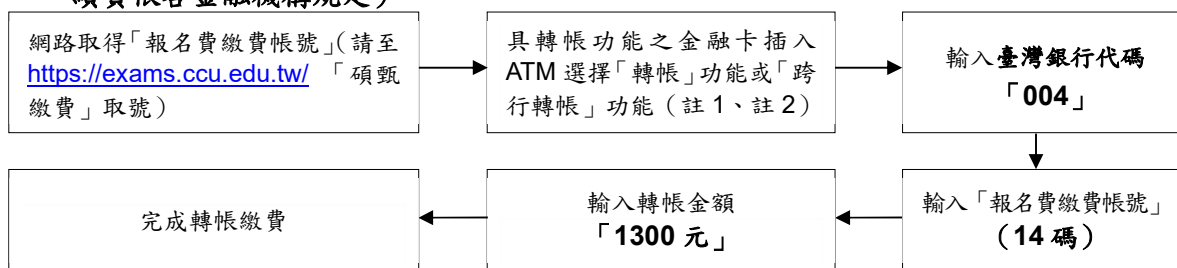 網路取得「報名費繳費帳號」(請至
https://exams.ccu.edu.tw/ 「碩甄
繳費」取號)
具轉帳功能之金融卡插入
ATM 選擇「轉帳」功能或「跨
行轉帳」功能(註 1、註 2)
輸入臺灣銀行代碼
「004」
輸入「報名費繳費帳號」
(14 碼)
輸入轉帳金額
「1300 元」
完成轉帳繳費